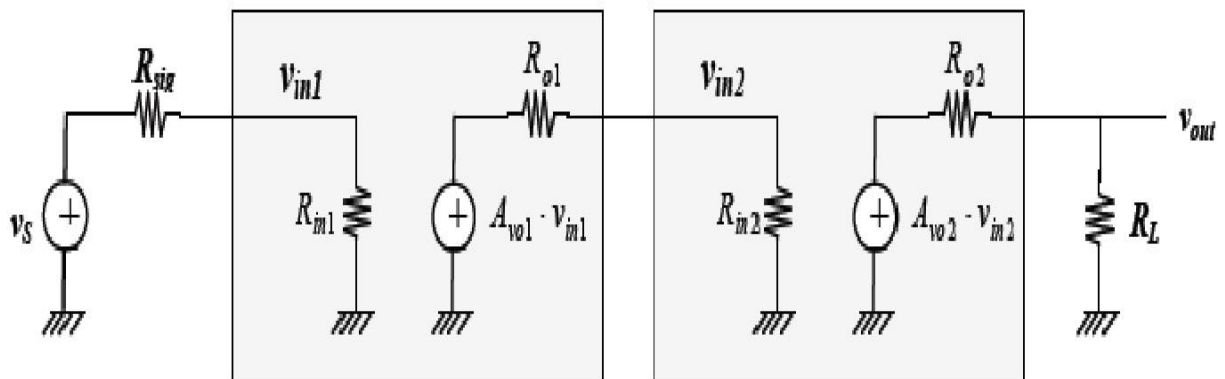 R_sig
v_in1
R_o1
v_in2
R_o2
v_out
v_S
+
R_in1
+
A_vo1 · v_in1
R_in2
+
A_vo2 · v_in2
R_L